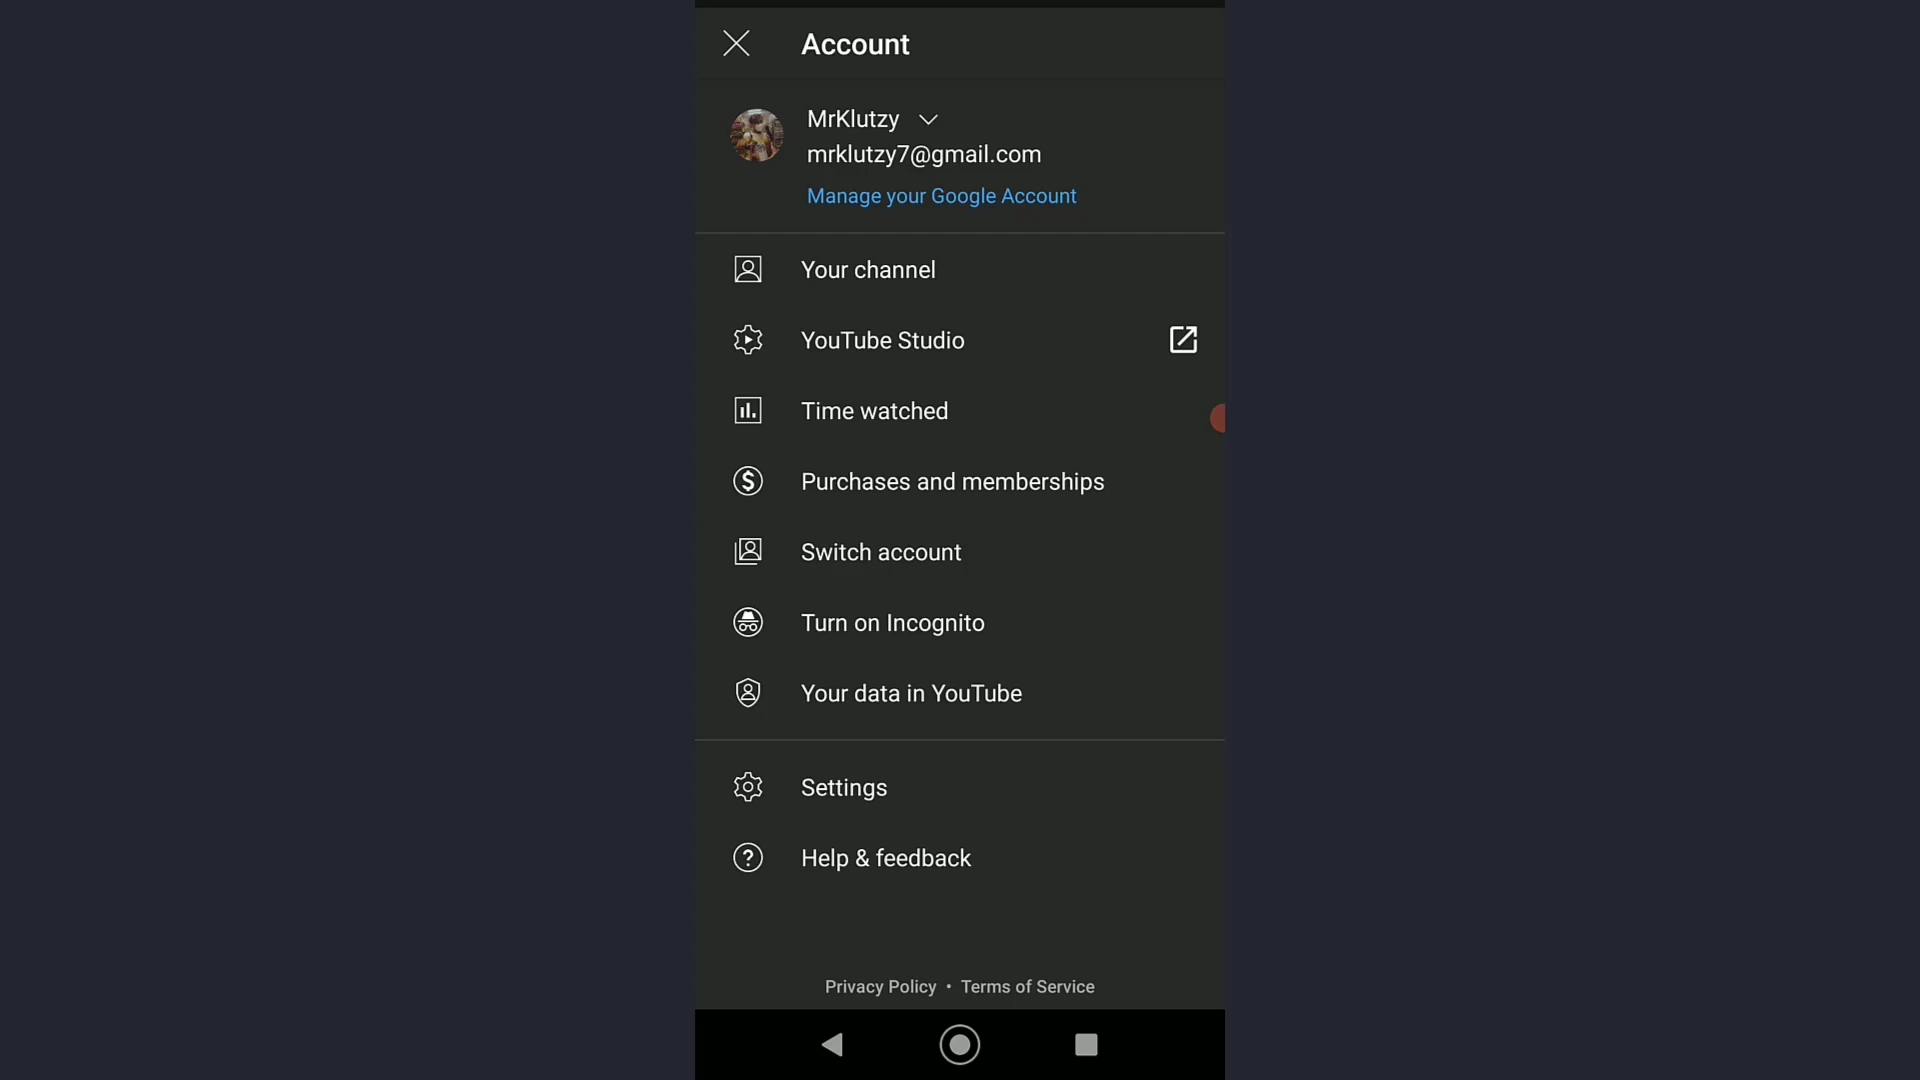 Account
MrKlutzy
mrklutzy7@gmail.com
Manage your Google Account
Your channel
YouTube Studio
Time watched
Purchases and memberships
Switch account
Turn on Incognito
Your data in YouTube
Settings
Help & feedback
Privacy Policy • Terms of Service